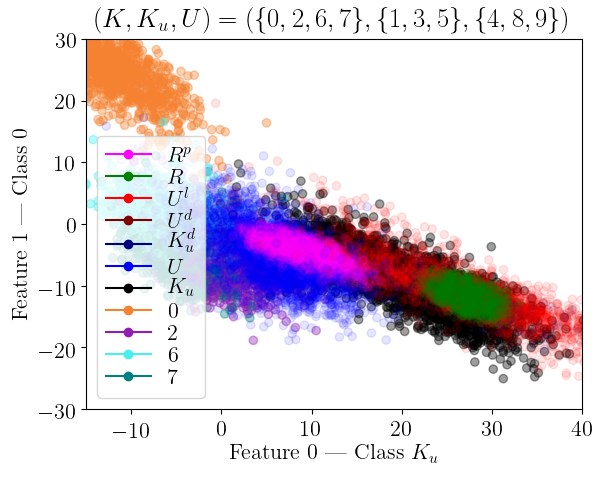 (K, K_u, U) = ({0, 2, 6, 7}, {1, 3, 5}, {4, 8, 9})
30
20
10
0
−10
−20
−30
Feature 1 — Class 0
R^p
R
U^l
U^d
K_u^d
U
K_u
0
2
6
7
−10
0
10
20
30
40
Feature 0 — Class K_u